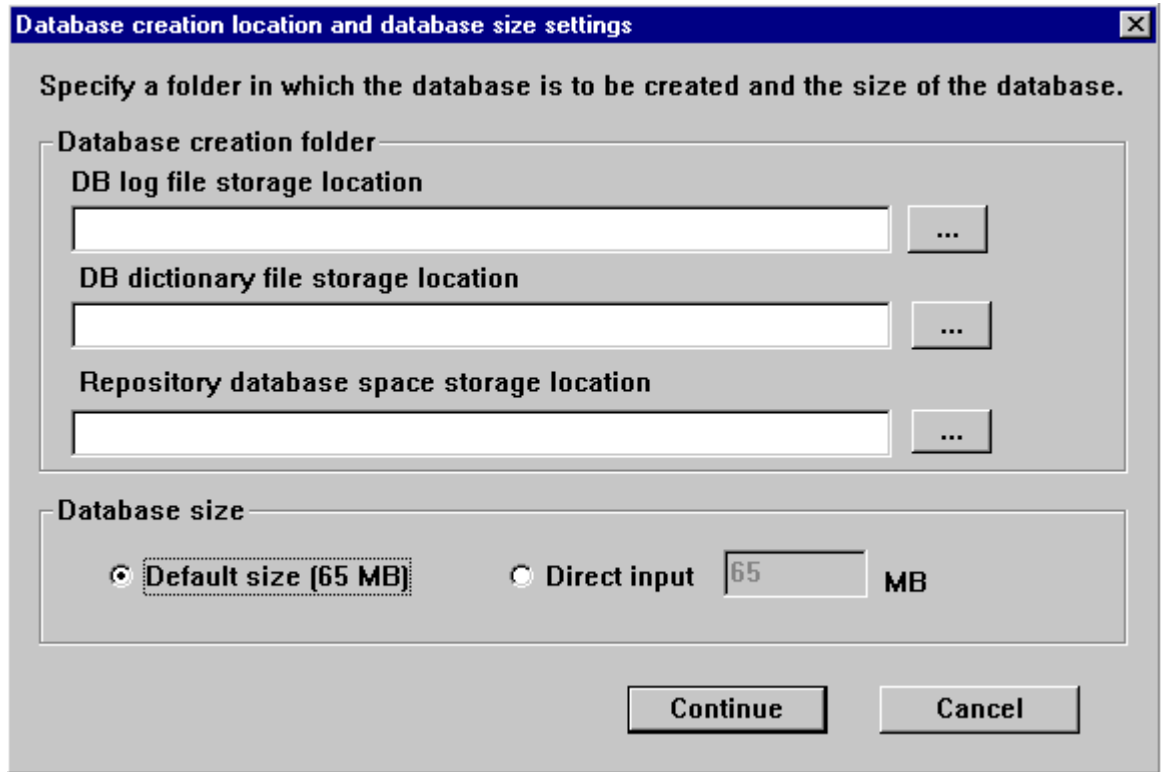 Database creation location and database size settings
Specify a folder in which the database is to be created and the size of the database.
Database creation folder
DB log file storage location
...
DB dictionary file storage location
...
Repository database space storage location
...
Database size
Default size (65 MB) Direct input 65 MB
Continue Cancel